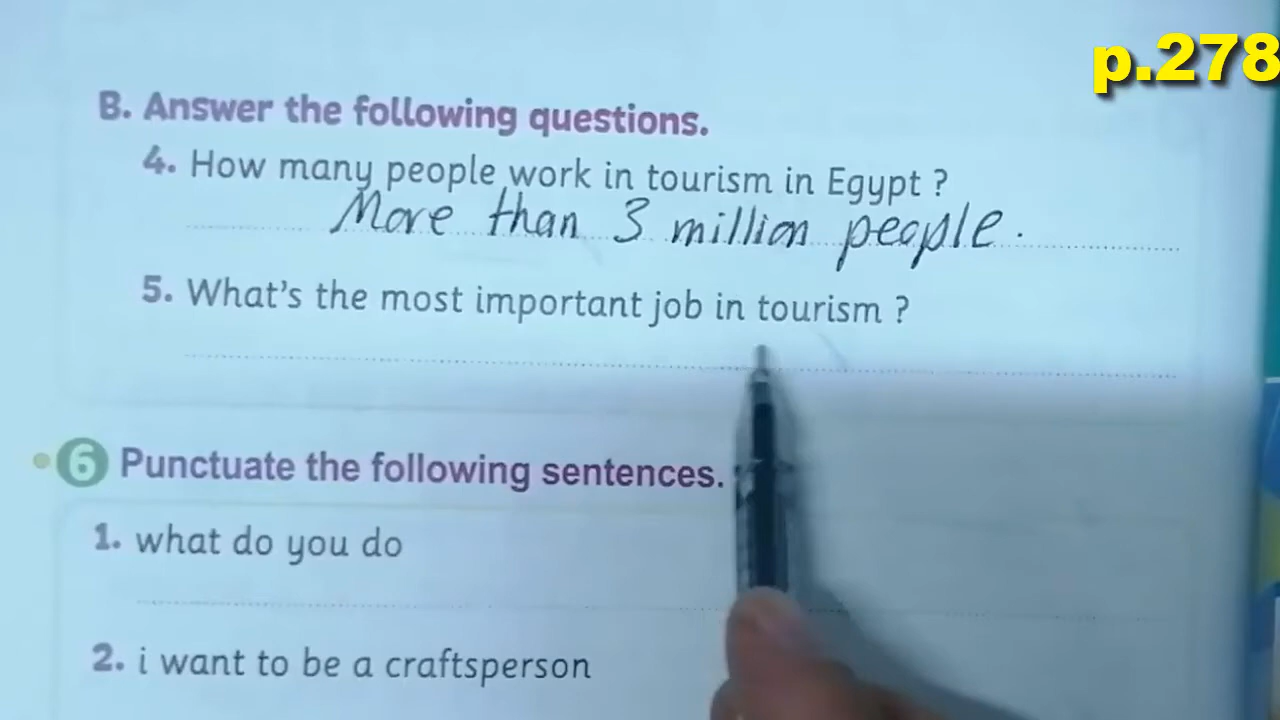 p.278
B. Answer the following questions.
4. How many people work in tourism in Egypt ?
More than 3 million people.
5. What's the most important job in tourism ?
6 Punctuate the following sentences.
1. what do you do
2. i want to be a craftsperson